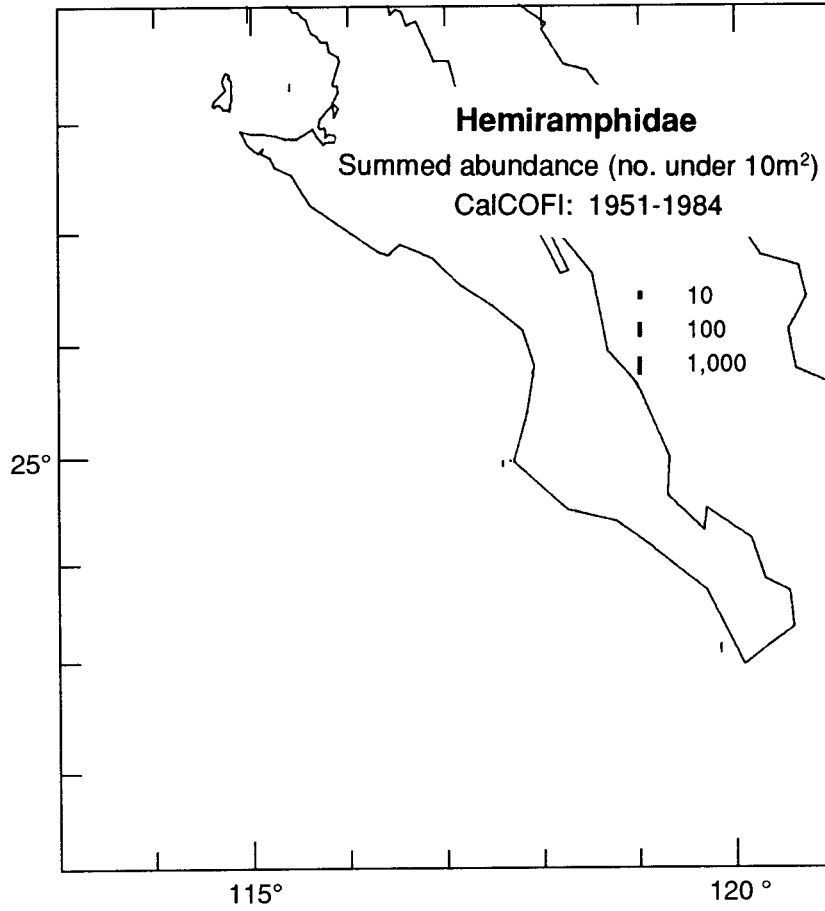 Hemiramphidae
Summed abundance (no. under 10m²)
CalCOFI: 1951-1984
10
100
1,000
25°
115°
120 °